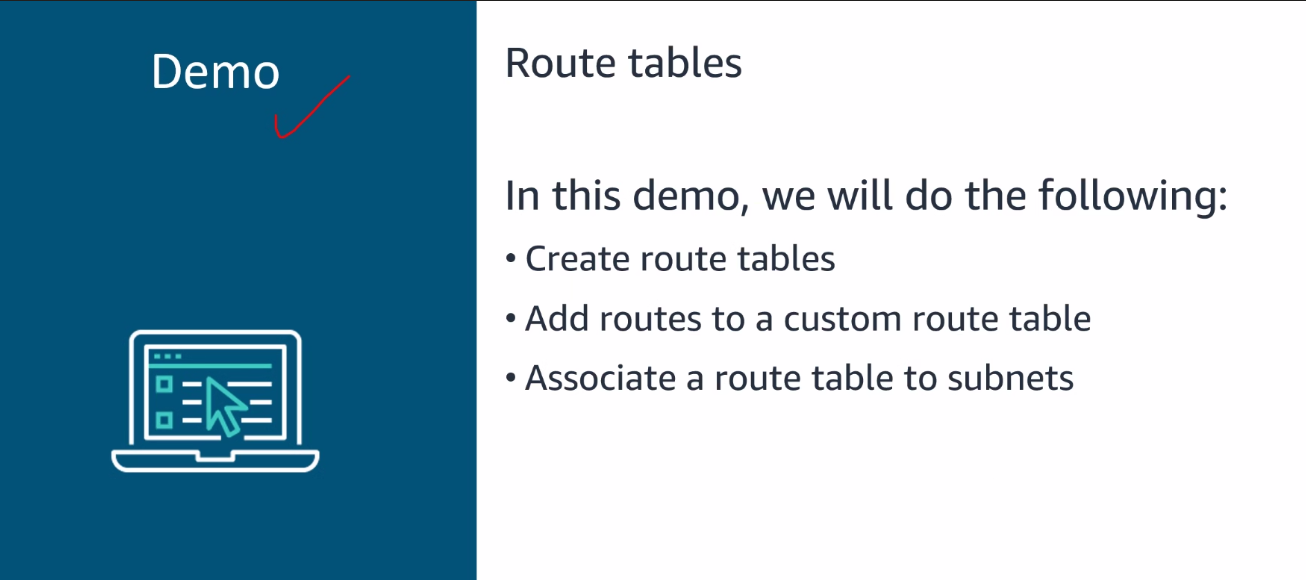 Demo
Route tables
In this demo, we will do the following:
• Create route tables
• Add routes to a custom route table
• Associate a route table to subnets